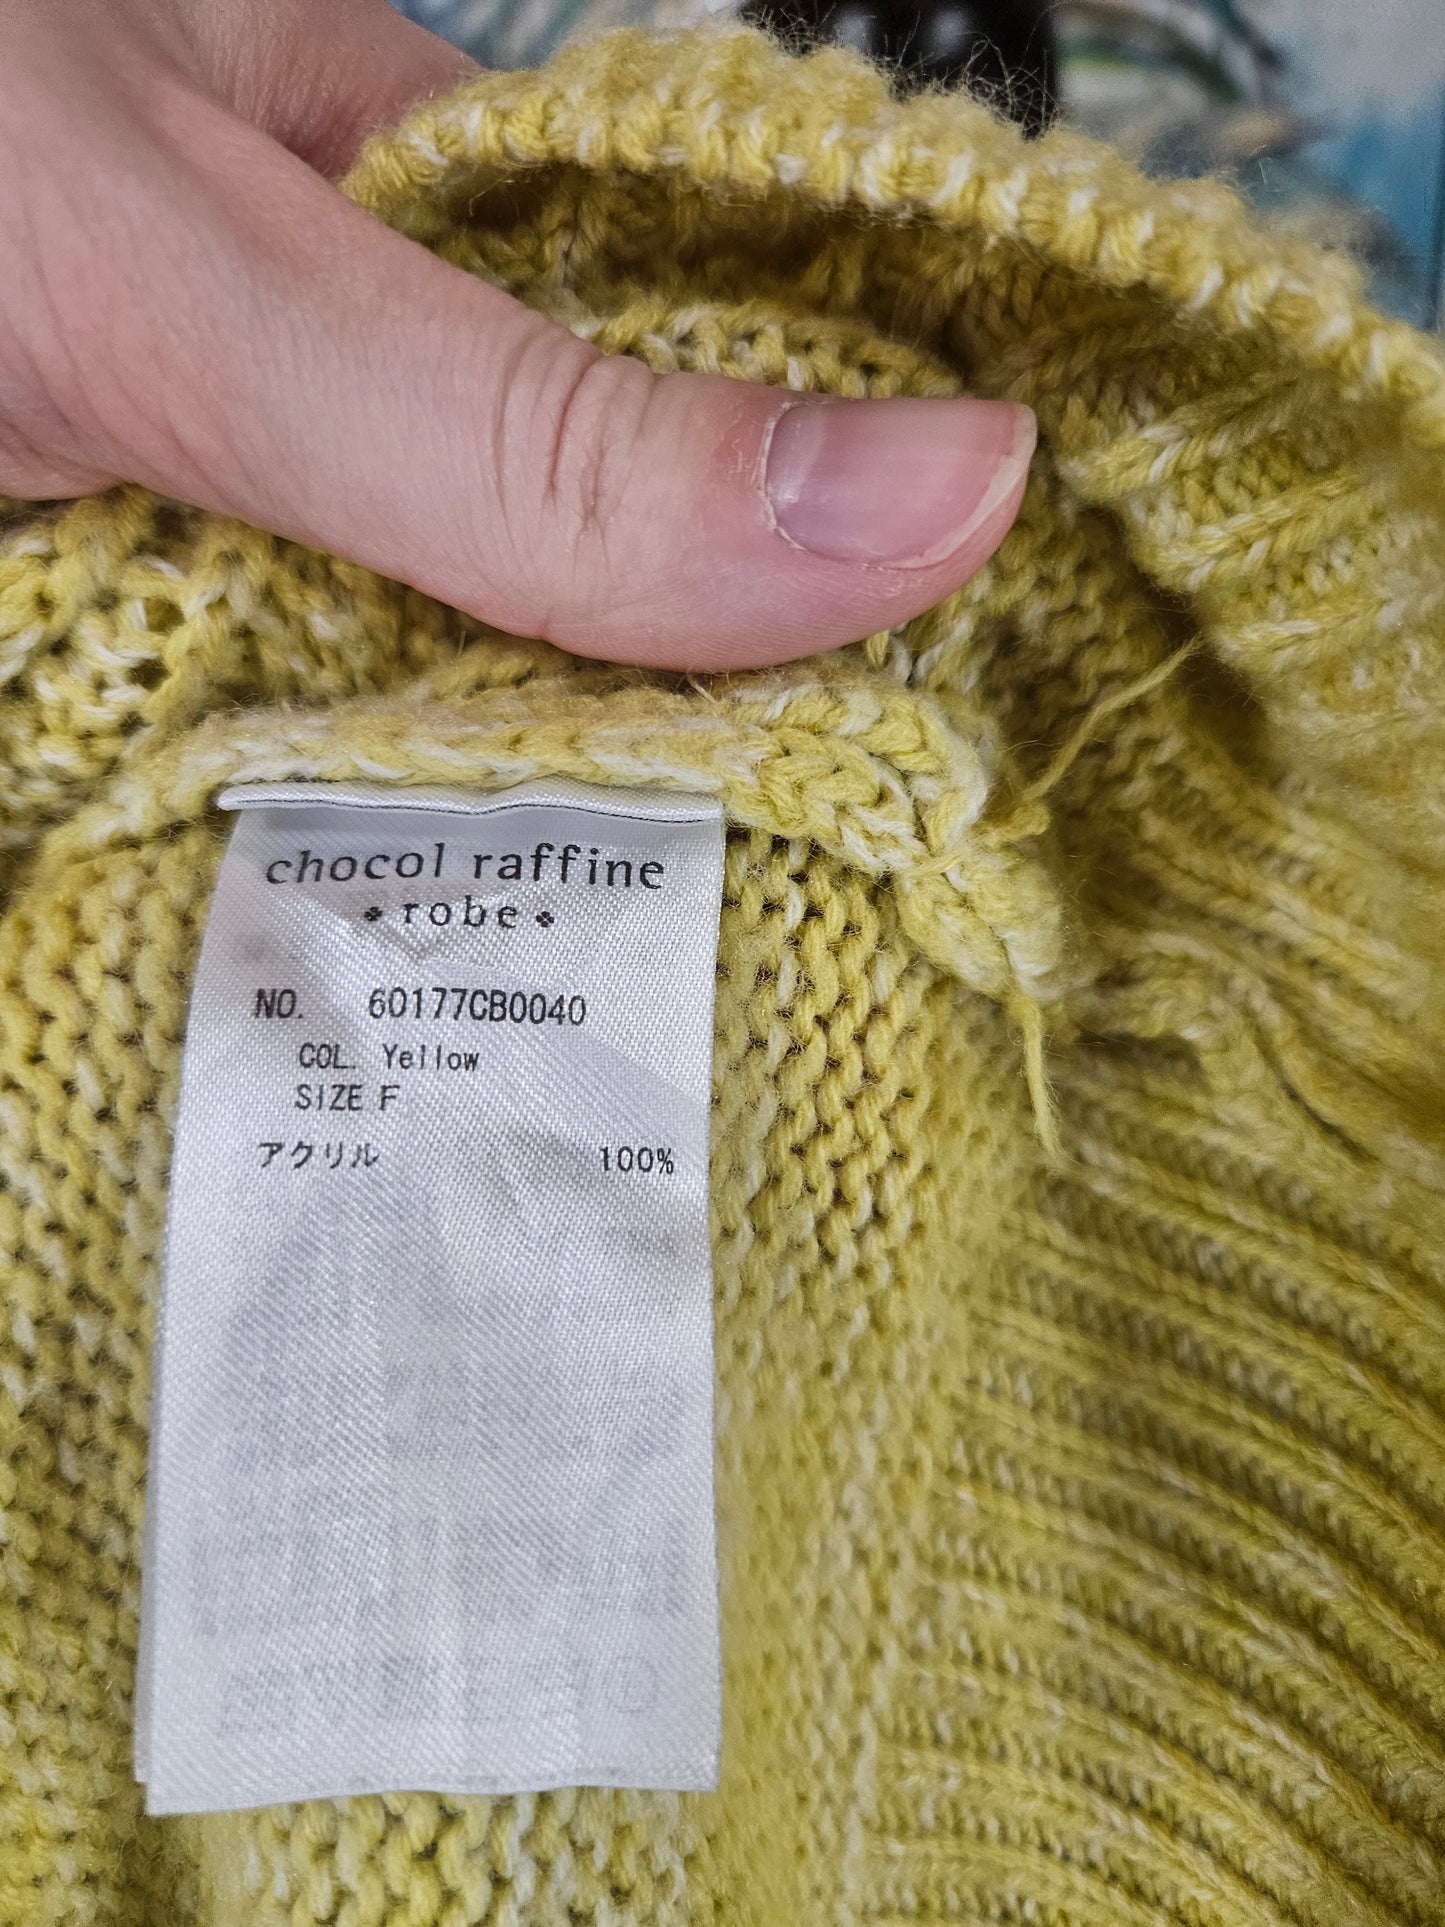 chocol raffine
robe
NO. 60177CB0040
COL. Yellow
SIZE F
アクリル 100%